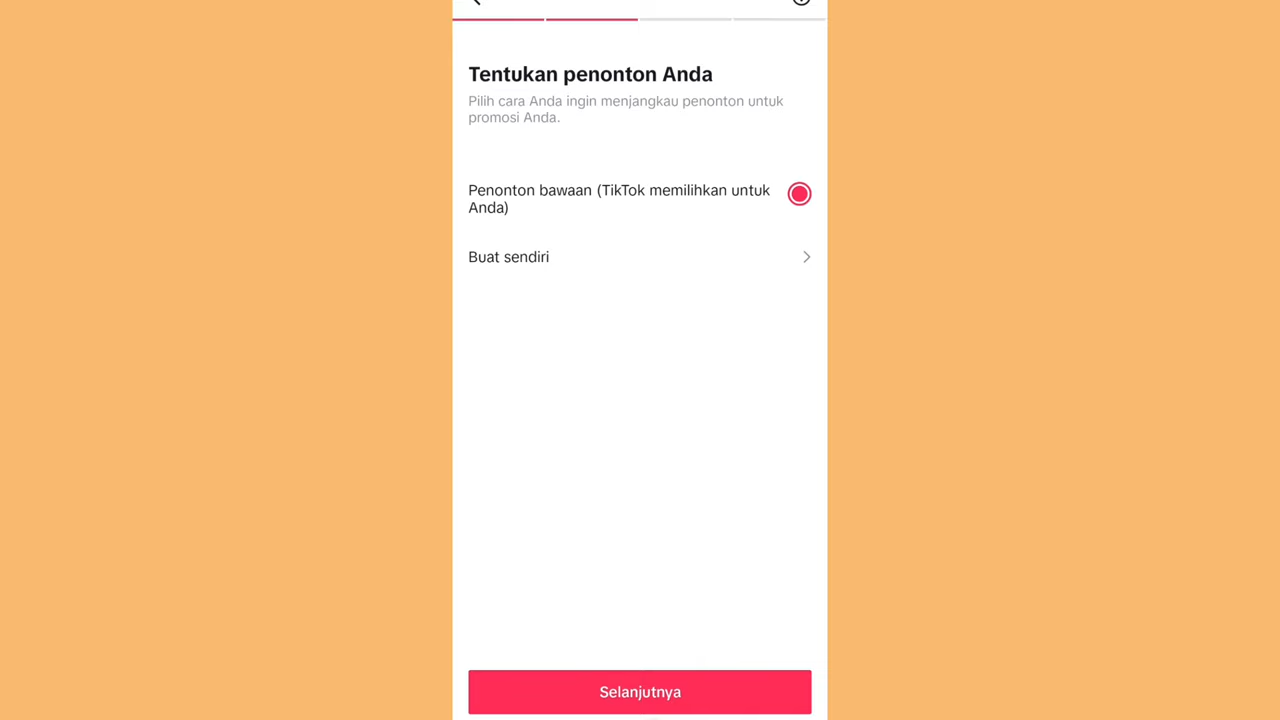 Tentukan penonton Anda
Pilih cara Anda ingin menjangkau penonton untuk
promosi Anda.
Penonton bawaan (TikTok memilihkan untuk
Anda)
Buat sendiri
Selanjutnya